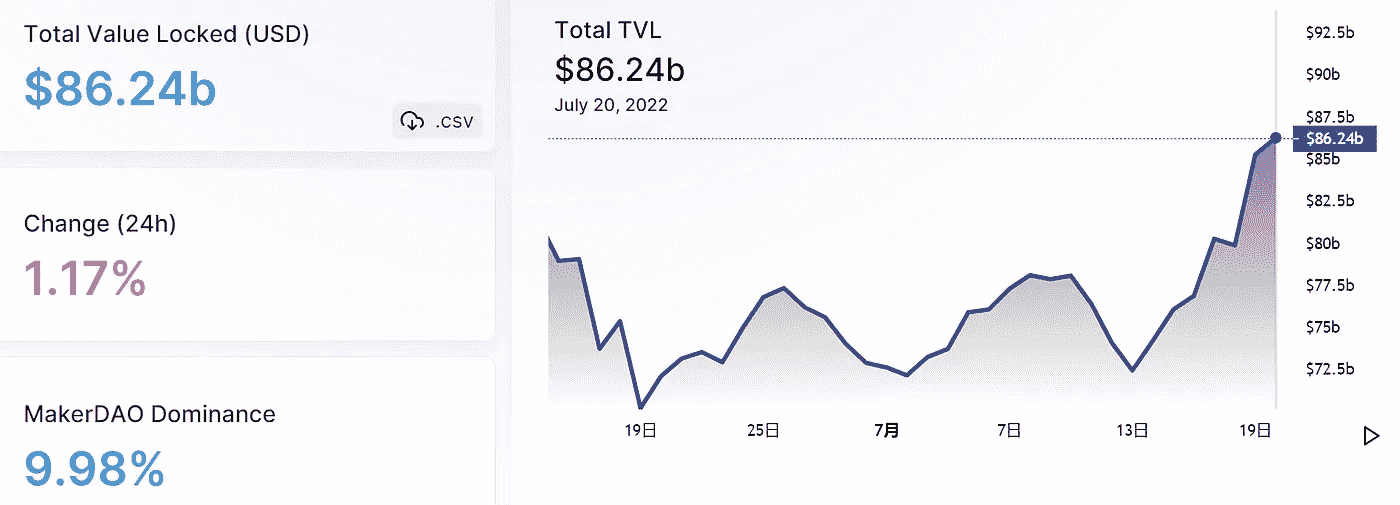 Total Value Locked (USD)
$86.24b
.CSV
Change (24h)
1.17%
MakerDAO Dominance
9.98%
Total TVL
$86.24b
July 20, 2022
$92.5b
$90b
$87.5b
$86.24b
$85b
$82.5b
$80b
$77.5b
$75b
$72.5b
19日 25日 7月 7日 13日 19日